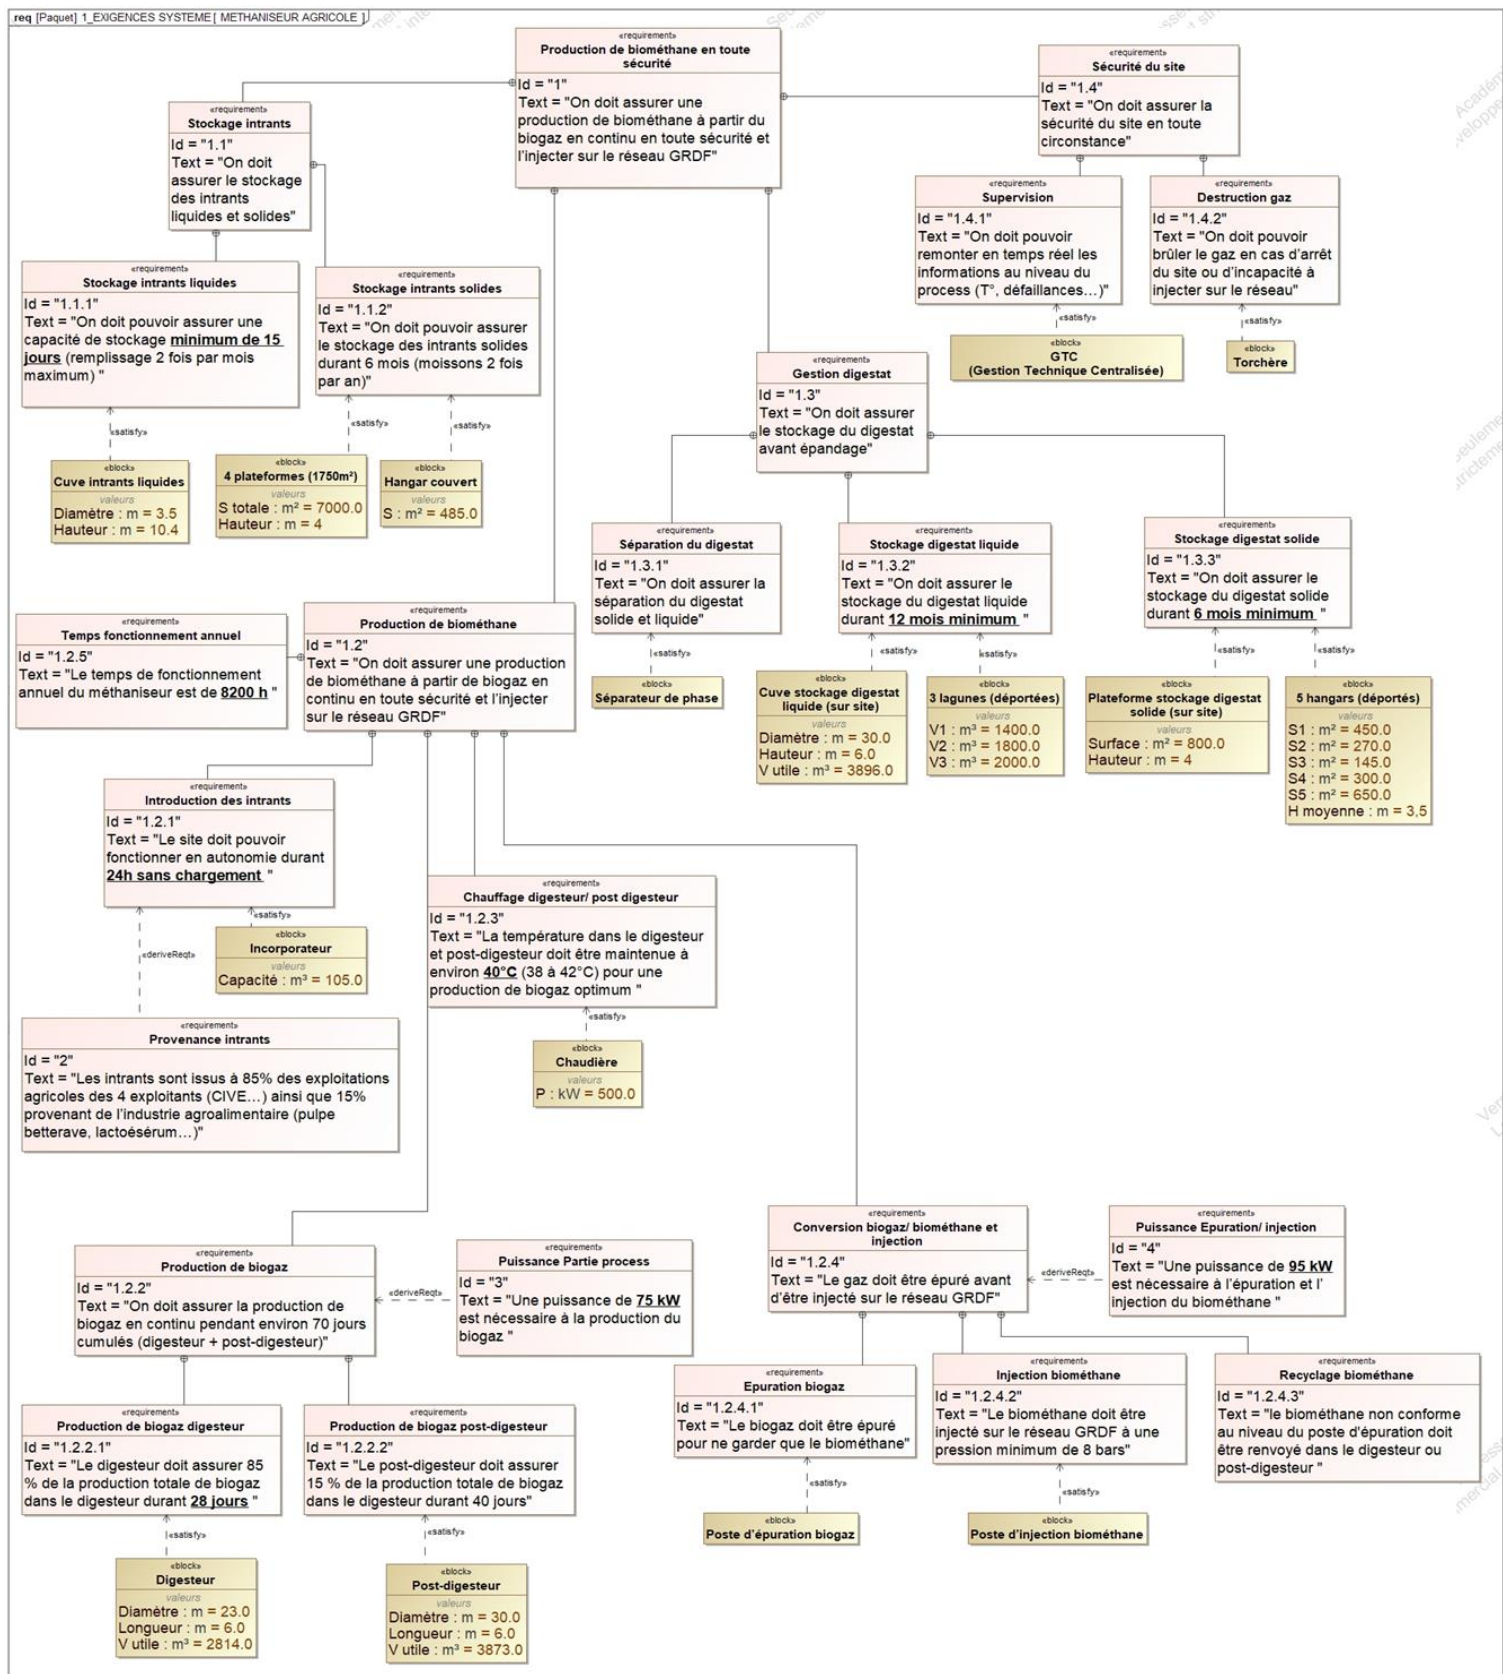 req [Paquet] 1_EXIGENCES SYSTEME [ METHANISEUR AGRICOLE ]
«requirement»
Production de biométhane en toute
sécurité
Id = "1"
Text = "On doit assurer une
production de biométhane à partir du
biogaz en continu en toute sécurité et
l'injecter sur le réseau GRDF"
«requirement»
Sécurité du site
Id = "1.4"
Text = "On doit assurer la
sécurité du site en toute
circonstance"
«requirement»
Stockage intrants
Id = "1.1"
Text = "On doit
assurer le stockage
des intrants
liquides et solides"
«requirement»
Supervision
Id = "1.4.1"
Text = "On doit pouvoir
remonter en temps réel les
informations au niveau du
process (T°, défaillances…)"
«requirement»
Destruction gaz
Id = "1.4.2"
Text = "On doit pouvoir
brûler le gaz en cas d'arrêt
du site ou d'incapacité à
injecter sur le réseau"
«satisfy»
«satisfy»
«block»
GTC
(Gestion Technique Centralisée)
«block»
Torchère
«requirement»
Stockage intrants liquides
Id = "1.1.1"
Text = "On doit pouvoir assurer une
capacité de stockage minimum de 15
jours (remplissage 2 fois par mois
maximum) "
«requirement»
Stockage intrants solides
Id = "1.1.2"
Text = "On doit pouvoir assurer
le stockage des intrants solides
durant 6 mois (moissons 2 fois
par an)"
«satisfy»
«satisfy»
«satisfy»
«block»
Cuve intrants liquides
valeurs
Diamètre : m = 3.5
Hauteur : m = 10.4
«block»
4 plateformes (1750m²)
valeurs
S totale : m² = 7000.0
Hauteur : m = 4
«block»
Hangar couvert
valeurs
S : m² = 485.0
«requirement»
Gestion digestat
Id = "1.3"
Text = "On doit assurer
le stockage du digestat
avant épandage"
«requirement»
Séparation du digestat
Id = "1.3.1"
Text = "On doit assurer la
séparation du digestat
solide et liquide"
«requirement»
Stockage digestat liquide
Id = "1.3.2"
Text = "On doit assurer le
stockage du digestat liquide
durant 12 mois minimum "
«requirement»
Stockage digestat solide
Id = "1.3.3"
Text = "On doit assurer le
stockage du digestat solide
durant 6 mois minimum "
«satisfy»
«satisfy»
«satisfy»
«satisfy»
«satisfy»
«block»
Séparateur de phase
«block»
Cuve stockage digestat
liquide (sur site)
valeurs
Diamètre : m = 30.0
Hauteur : m = 6.0
V utile : m³ = 3896.0
«block»
3 lagunes (déportées)
valeurs
V1 : m³ = 1400.0
V2 : m³ = 1800.0
V3 : m³ = 2000.0
«block»
Plateforme stockage digestat
solide (sur site)
valeurs
Surface : m² = 800.0
Hauteur : m = 4
«block»
5 hangars (déportés)
valeurs
S1 : m² = 450.0
S2 : m² = 270.0
S3 : m² = 145.0
S4 : m² = 300.0
S5 : m² = 650.0
H moyenne : m = 3,5
«requirement»
Temps fonctionnement annuel
Id = "1.2.5"
Text = "Le temps de fonctionnement
annuel du méthaniseur est de 8200 h "
«requirement»
Production de biométhane
Id = "1.2"
Text = "On doit assurer une production
de biométhane à partir de biogaz en
continu en toute sécurité et l'injecter
sur le réseau GRDF"
«requirement»
Introduction des intrants
Id = "1.2.1"
Text = "Le site doit pouvoir
fonctionner en autonomie durant
24h sans chargement "
«satisfy»
«deriveReqt»
«block»
Incorporateur
valeurs
Capacité : m³ = 105.0
«requirement»
Chauffage digesteur/ post digesteur
Id = "1.2.3"
Text = "La température dans le digesteur
et post-digesteur doit être maintenue à
environ 40°C (38 à 42°C) pour une
production de biogaz optimum "
«satisfy»
«block»
Chaudière
valeurs
P : kW = 500.0
«requirement»
Provenance intrants
Id = "2"
Text = "Les intrants sont issus à 85% des exploitations
agricoles des 4 exploitants (CIVE…) ainsi que 15%
provenant de l'industrie agroalimentaire (pulpe
betterave, lactoésérum…)"
«requirement»
Production de biogaz
Id = "1.2.2"
Text = "On doit assurer la production de
biogaz en continu pendant environ 70 jours
cumulés (digesteur + post-digesteur)"
«deriveReqt»
«requirement»
Puissance Partie process
Id = "3"
Text = "Une puissance de 75 kW
est nécessaire à la production du
biogaz "
«requirement»
Conversion biogaz/ biométhane et
injection
Id = "1.2.4"
Text = "Le gaz doit être épuré avant
d'être injecté sur le réseau GRDF"
«deriveReqt»
«requirement»
Puissance Epuration/ injection
Id = "4"
Text = "Une puissance de 95 kW
est nécessaire à l'épuration et l'
injection du biométhane "
«requirement»
Production de biogaz digesteur
Id = "1.2.2.1"
Text = "Le digesteur doit assurer 85
% de la production totale de biogaz
dans le digesteur durant 28 jours "
«requirement»
Production de biogaz post-digesteur
Id = "1.2.2.2"
Text = "Le post-digesteur doit assurer
15 % de la production totale de biogaz
dans le digesteur durant 40 jours"
«requirement»
Epuration biogaz
Id = "1.2.4.1"
Text = "Le biogaz doit être épuré
pour ne garder que le biométhane"
«requirement»
Injection biométhane
Id = "1.2.4.2"
Text = "Le biométhane doit être
injecté sur le réseau GRDF à une
pression minimum de 8 bars"
«requirement»
Recyclage biométhane
Id = "1.2.4.3"
Text = "le biométhane non conforme
au niveau du poste d'épuration doit
être renvoyé dans le digesteur ou
post-digesteur "
«satisfy»
«satisfy»
«satisfy»
«satisfy»
«block»
Poste d'épuration biogaz
«block»
Poste d'injection biométhane
«block»
Digesteur
valeurs
Diamètre : m = 23.0
Longueur : m = 6.0
V utile : m³ = 2814.0
«block»
Post-digesteur
valeurs
Diamètre : m = 30.0
Longueur : m = 6.0
V utile : m³ = 3873.0